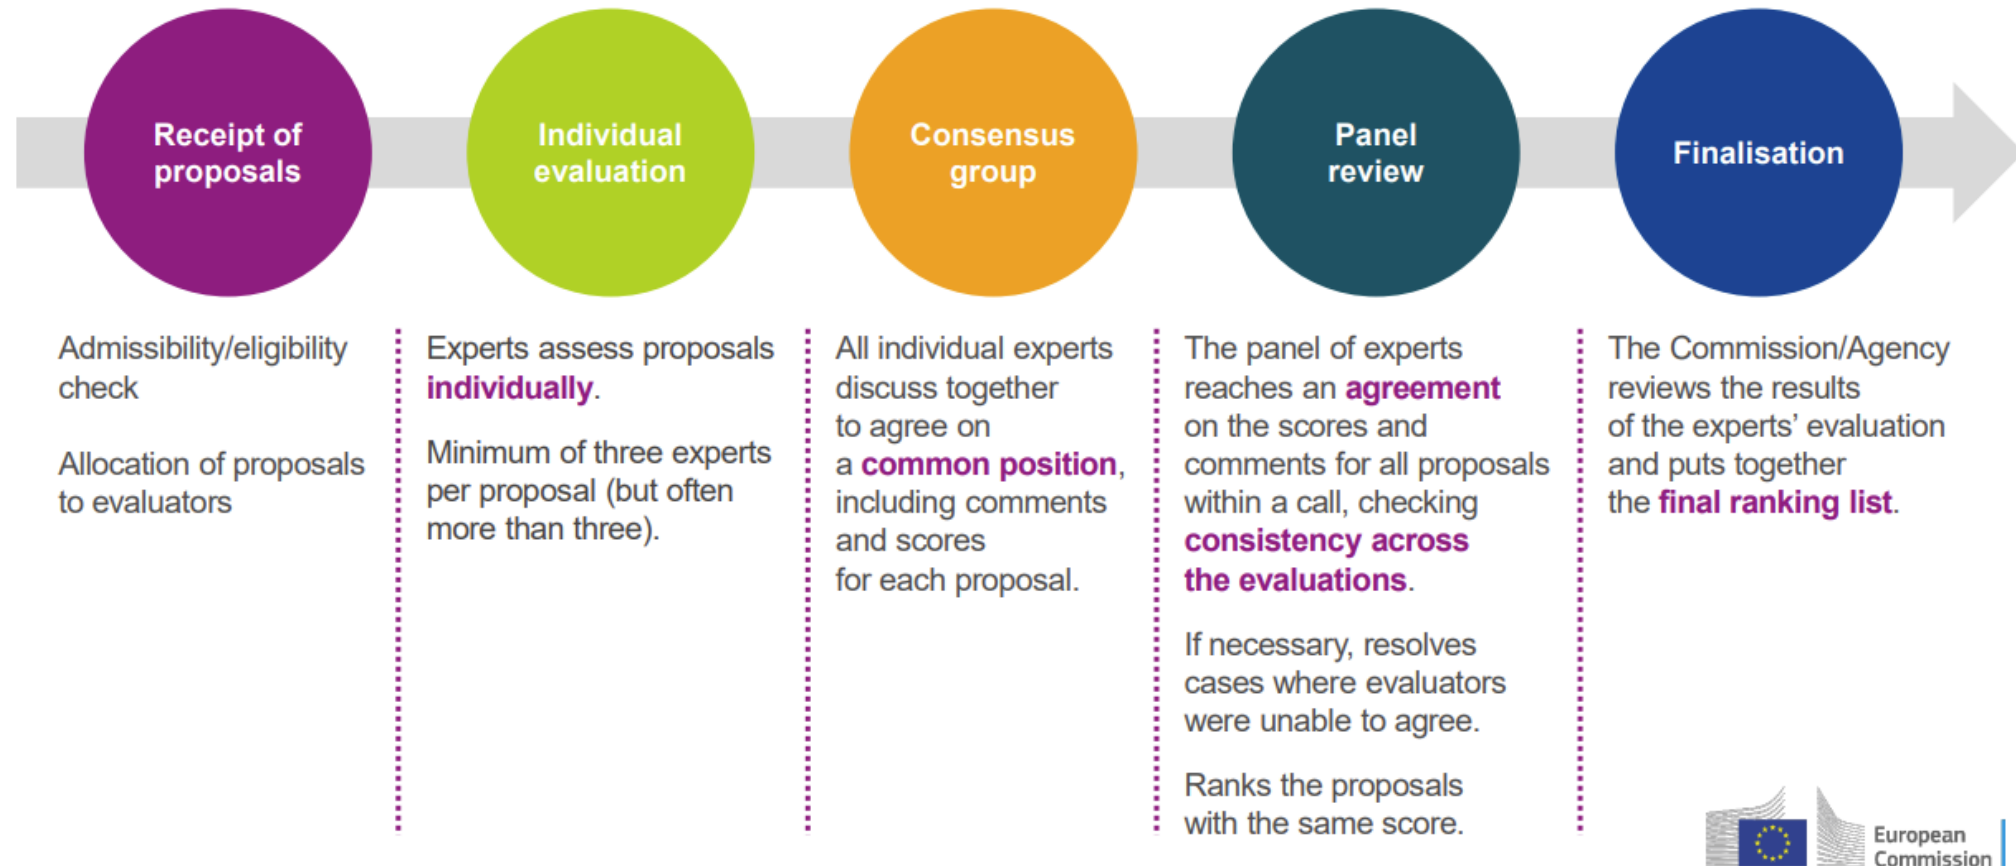 Receipt of
proposals
Individual
evaluation
Consensus
group
Panel
review
Finalisation
Admissibility/eligibility
check
Allocation of proposals
to evaluators
Experts assess proposals
individually.
Minimum of three experts
per proposal (but often
more than three).
All individual experts
discuss together
to agree on
a common position,
including comments
and scores
for each proposal.
The panel of experts
reaches an agreement
on the scores and
comments for all proposals
within a call, checking
consistency across
the evaluations.
If necessary, resolves
cases where evaluators
were unable to agree.
Ranks the proposals
with the same score.
The Commission/Agency
reviews the results
of the experts’ evaluation
and puts together
the final ranking list.
European
Commission